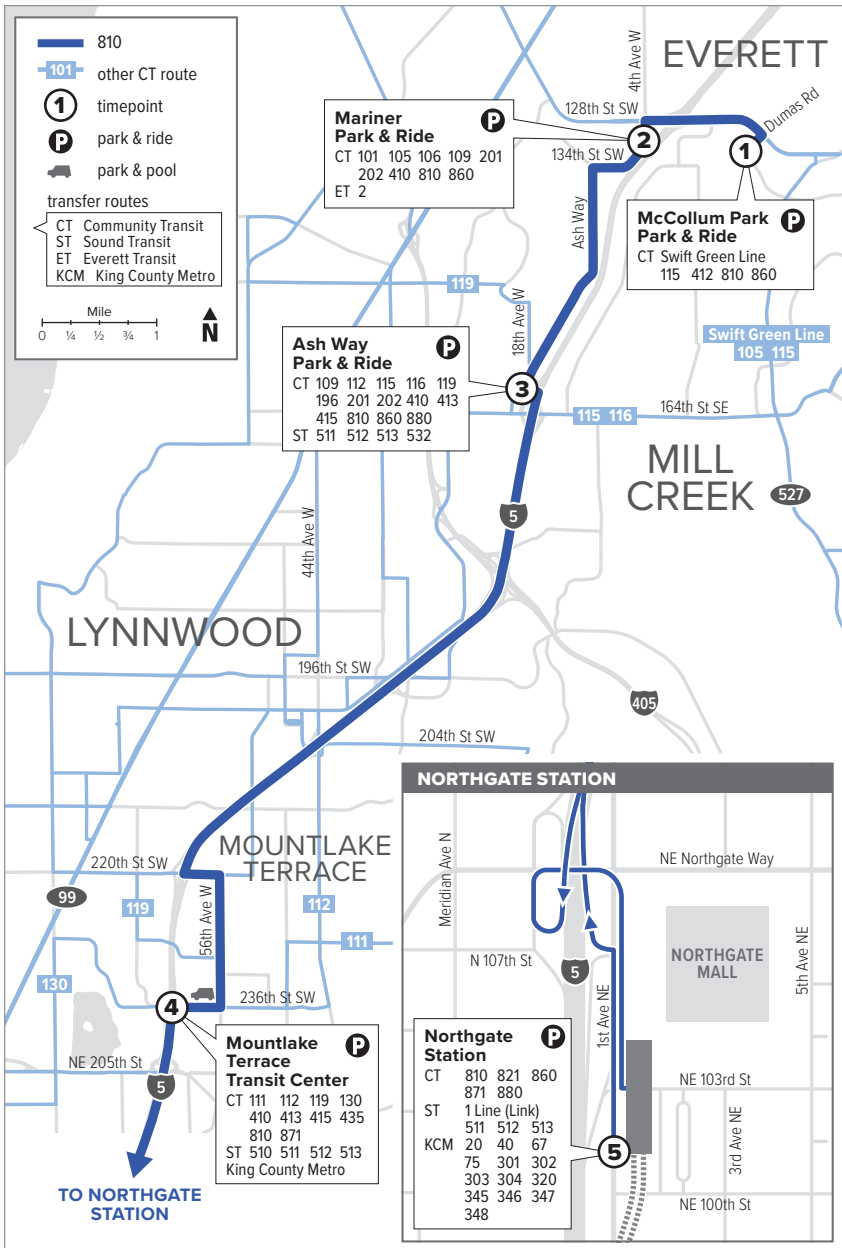 810
101 other CT route
1 timepoint
P park & ride
park & pool
transfer routes
CT Community Transit
ST Sound Transit
ET Everett Transit
KCM King County Metro
Mile
0 ¼ ½ ¾ 1
N
EVERETT
4th Ave W
128th St SW
Dumas Rd
Mariner
Park & Ride
P
CT 101 105 106 109 201
202 410 810 860
ET 2
134th St SW
2
1
Ash Way
McCollum Park
Park & Ride
P
CT Swift Green Line
115 412 810 860
119
18th Ave W
Swift Green Line
105 115
Ash Way
Park & Ride
P
CT 109 112 115 116 119
196 201 202 410 413
415 810 860 880
ST 511 512 513 532
3
115 116
164th St SE
MILL
CREEK
527
5
44th Ave W
LYNNWOOD
196th St SW
405
204th St SW
MOUNTLAKE
TERRACE
220th St SW
99
119
56th Ave W
112
111
130
236th St SW
4
Mountlake
Terrace
Transit Center
P
CT 111 112 119 130
410 413 415 435
810 871
ST 510 511 512 513
King County Metro
NE 205th St
5
TO NORTHGATE
STATION
NORTHGATE STATION
Meridian Ave N
NE Northgate Way
N 107th St
5
1st Ave NE
NORTHGATE
MALL
5th Ave NE
Northgate
Station
P
CT 810 821 860
871 880
ST 1 Line (Link)
511 512 513
KCM 20 40 67
75 301 302
303 304 320
345 346 347
348
5
NE 103rd St
3rd Ave NE
NE 100th St